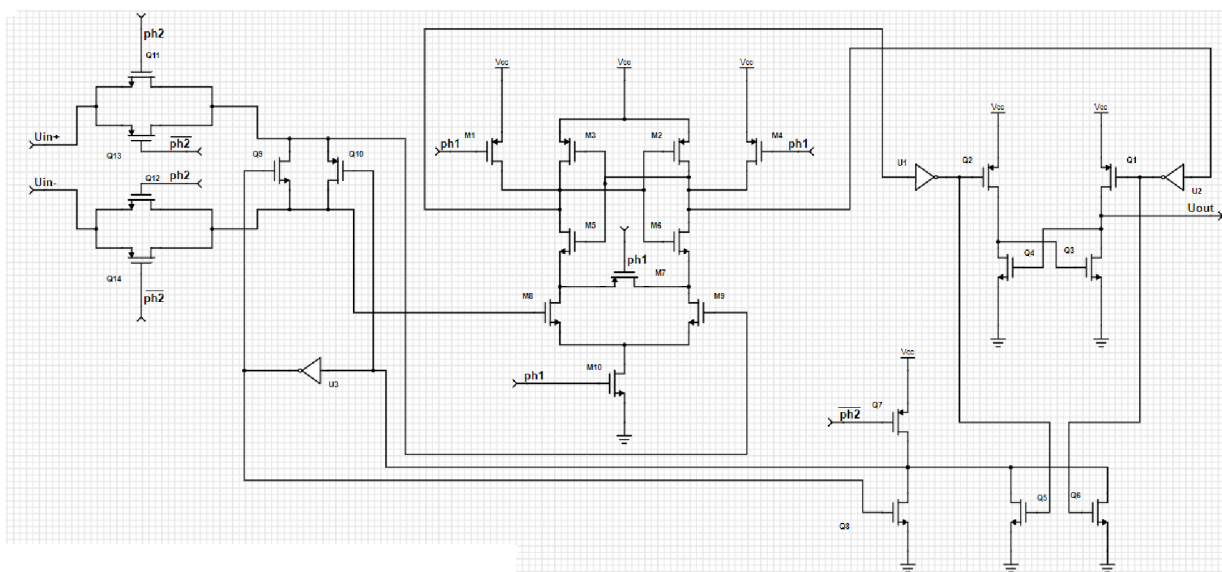 ph2
Q11
Uin+
ph2
Q13
Uin-
ph2
Q12
ph2
Q14
Q9
Q10
U3
Vcc
Vcc
Vcc
M1
M3
M2
M4
ph1
ph1
M5
M6
ph1
M7
M8
M9
M10
ph1
Vcc
Vcc
U1
Q2
Q1
U2
Uout
Q4
Q3
Vcc
ph2
Q7
Q8
Q5
Q6